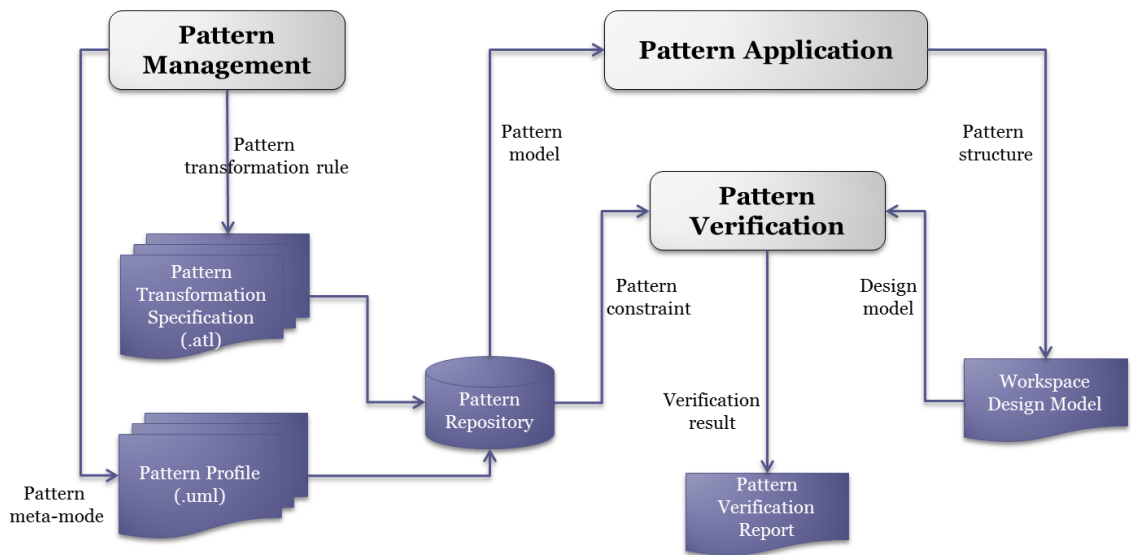 Pattern
Management
Pattern Application
Pattern
transformation rule
Pattern
model
Pattern
structure
Pattern
Verification
Pattern
Transformation
Specification
(.atl)
Pattern
constraint
Design
model
Pattern
Repository
Workspace
Design Model
Verification
result
Pattern Profile
(.uml)
Pattern
meta-mode
Pattern
Verification
Report